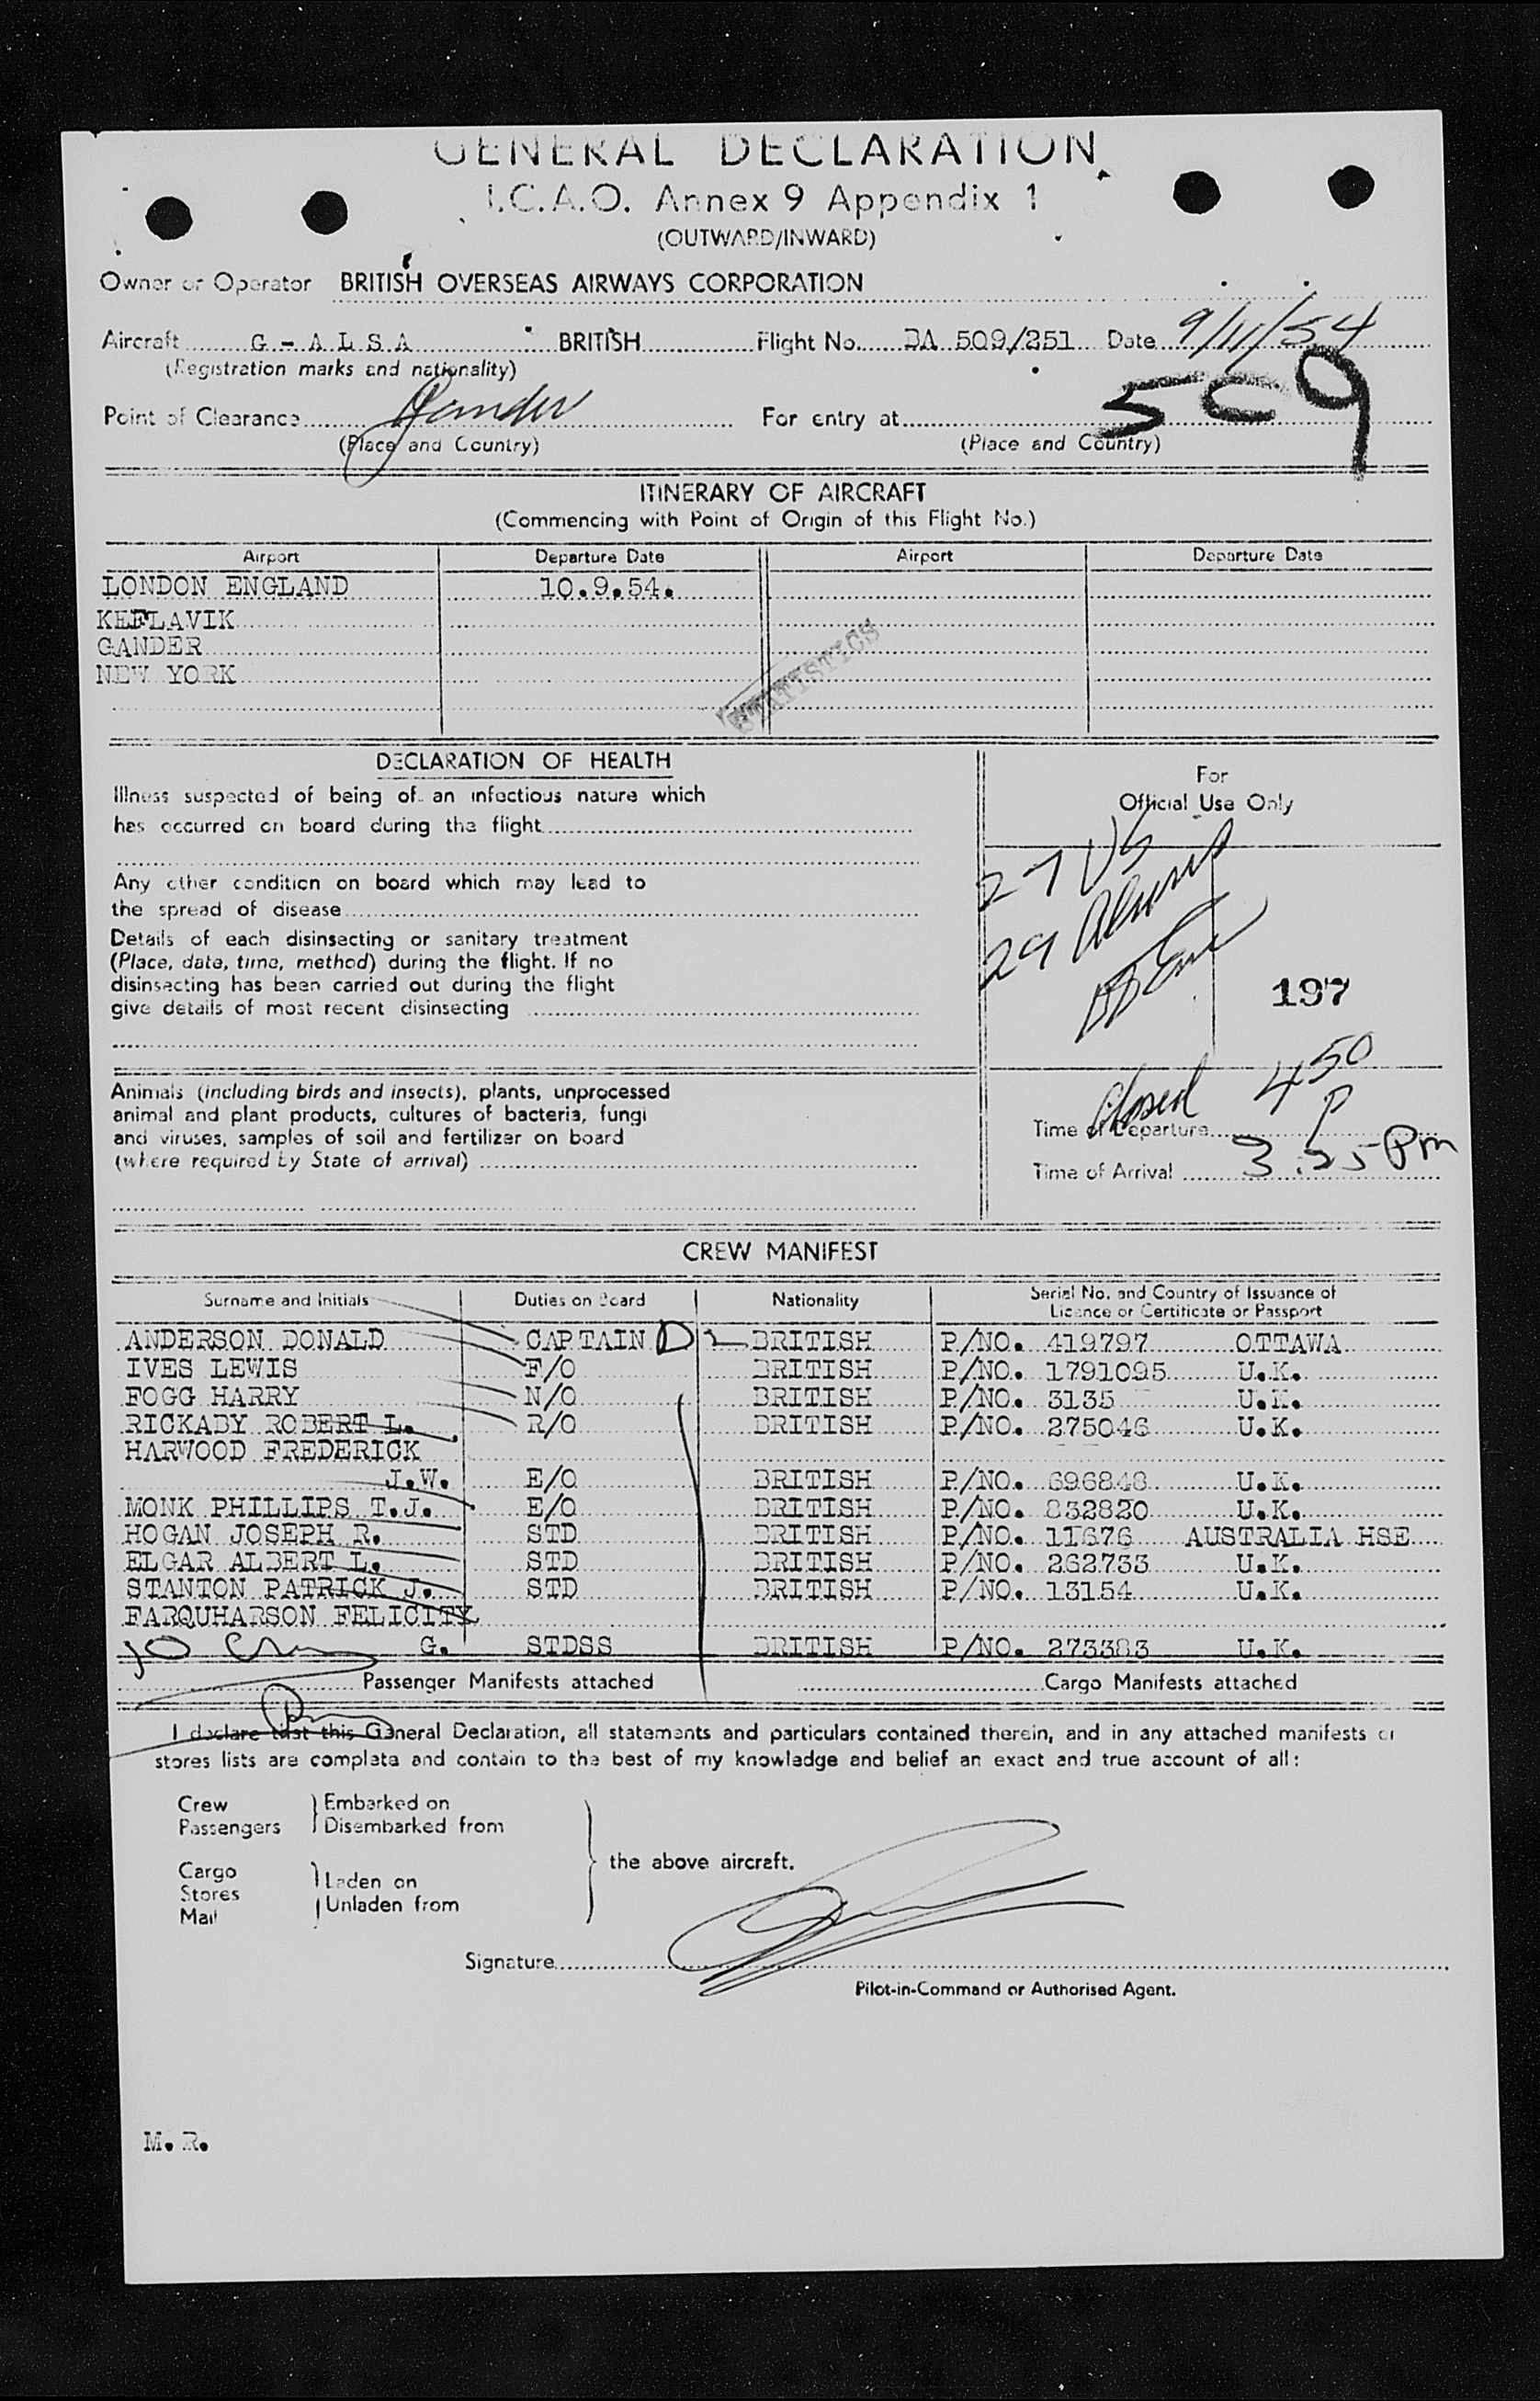 GENERAL DECLARATION
I.C.A.O. Annex 9 Appendix 1
(OUTWARD/INWARD)
Owner or Operator BRITISH OVERSEAS AIRWAYS CORPORATION
Aircraft G - A L S A BRITISH Flight No. BA 509/251 Date 9/11/54
(Registration marks and nationality)
509
Point of Clearance Gander For entry at
(Place and Country) (Place and Country)
ITINERARY OF AIRCRAFT
(Commencing with Point of Origin of this Flight No.)
Airport Departure Date Airport Departure Date
LONDON ENGLAND 10.9.54.
KEFLAVIK
GANDER
NEW YORK
STATISTICS
DECLARATION OF HEALTH
Illness suspected of being of an infectious nature which
has occurred on board during the flight
Any other condition on board which may lead to
the spread of disease
Details of each disinsecting or sanitary treatment
(Place, date, time, method) during the flight. If no
disinsecting has been carried out during the flight
give details of most recent disinsecting
Animals (including birds and insects), plants, unprocessed
animal and plant products, cultures of bacteria, fungi
and viruses, samples of soil and fertilizer on board
(where required by State of arrival)
For
Official Use Only
27 US
29 Aliens
197
Closed 4 50 P
Time of Departure
Time of Arrival 3.25 Pm
CREW MANIFEST
Surname and Initials Duties on Board Nationality Serial No. and Country of Issuance of
Licence or Certificate or Passport
ANDERSON DONALD CAPTAIN BRITISH P/NO. 419797 OTTAWA
IVES LEWIS F/O BRITISH P/NO. 1791095 U.K.
FOGG HARRY N/O BRITISH P/NO. 3135 U.K.
RICKABY ROBERT L. R/O BRITISH P/NO. 275046 U.K.
HARWOOD FREDERICK
J.W. E/O BRITISH P/NO. 696848 U.K.
MONK PHILLIPS T.J. E/O BRITISH P/NO. 832820 U.K.
HOGAN JOSEPH R. STD BRITISH P/NO. 11676 AUSTRALIA HSE
ELGAR ALBERT L. STD BRITISH P/NO. 262733 U.K.
STANTON PATRICK J. STD BRITISH P/NO. 13154 U.K.
FARQUHARSON FELICITY
G. STDSS BRITISH P/NO. 273383 U.K.
10
Passenger Manifests attached Cargo Manifests attached
I declare that this General Declaration, all statements and particulars contained therein, and in any attached manifests or
stores lists are complete and contain to the best of my knowledge and belief an exact and true account of all:
Crew Embarked on
Passengers Disembarked from
the above aircraft.
Cargo Laden on
Stores Unladen from
Mail
Signature
Pilot-in-Command or Authorised Agent.
M.R.